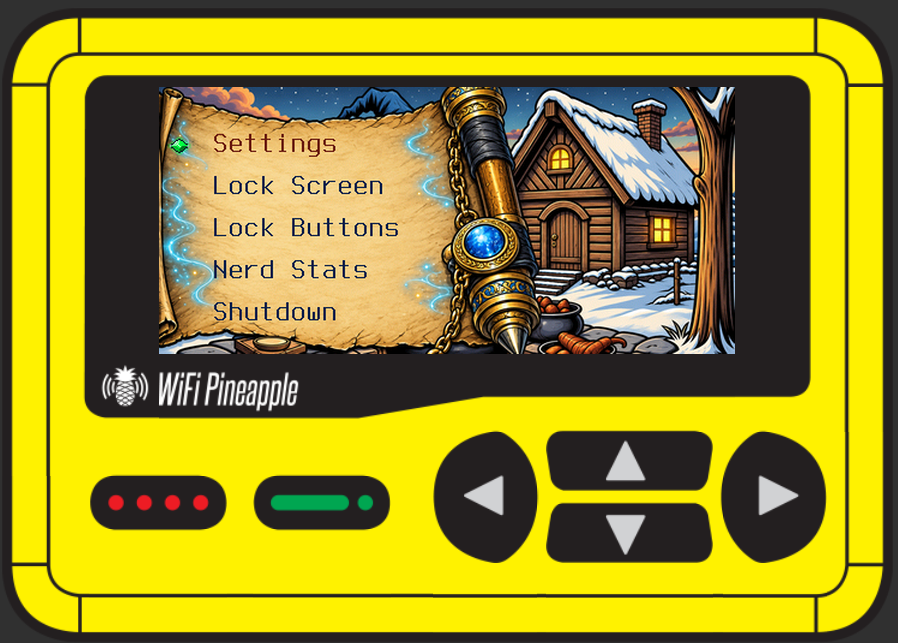 Settings
Lock Screen
Lock Buttons
Nerd Stats
Shutdown
WiFi Pineapple